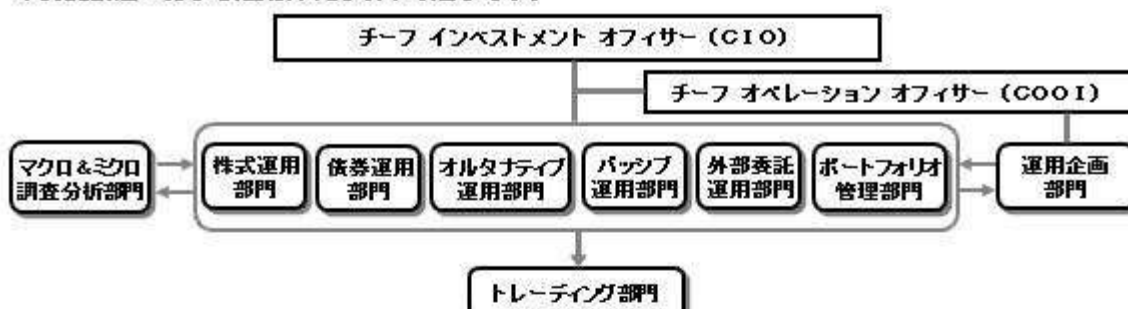 チーフ インベストメント オフィサー (CIO)
チーフ オペレーション オフィサー (COOI)
マクロ&ミクロ
調査分析部門
株式運用
部門
債券運用
部門
オルタナティブ
運用部門
パッシブ
運用部門
外部委託
運用部門
ポートフォリオ
管理部門
運用企画
部門
トレーディング部門